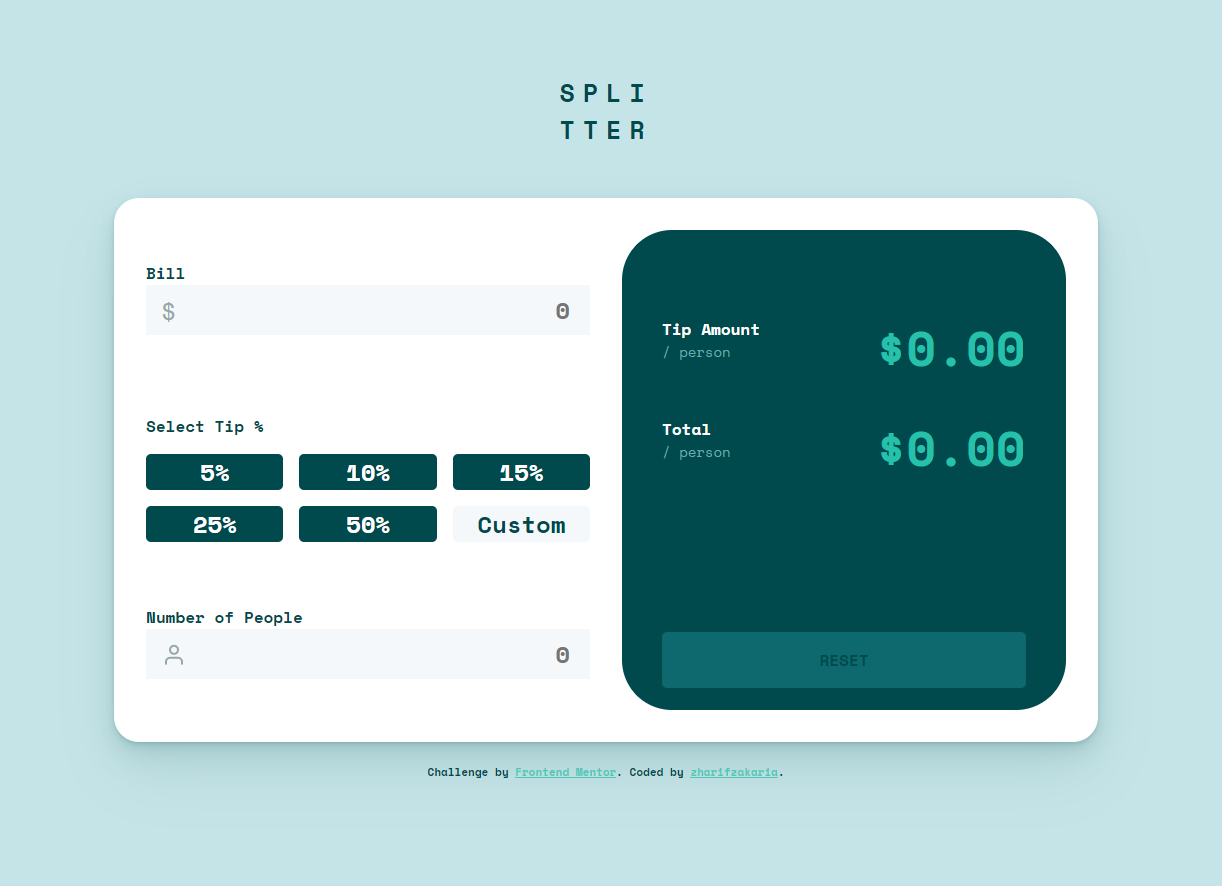 SPLI
TTER
Bill
$ 0
Select Tip %
5% 10% 15%
25% 50% Custom
Number of People
0
Tip Amount
/ person
$0.00
Total
/ person
$0.00
RESET
Challenge by Frontend Mentor. Coded by zharifzakaria.